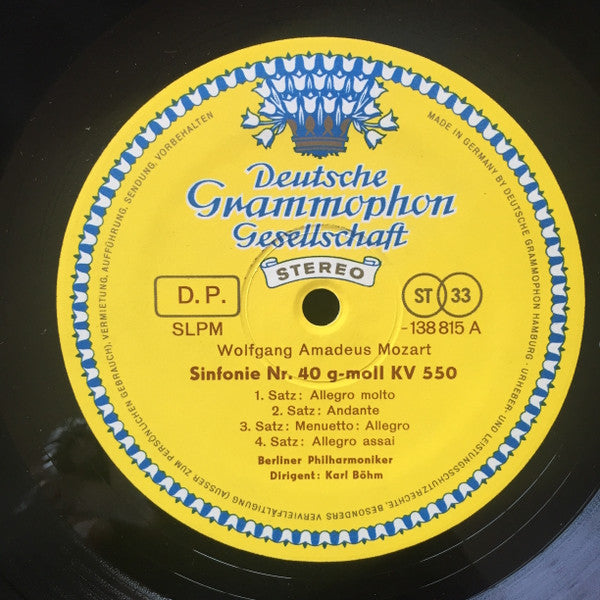 Deutsche
Grammophon
Gesellschaft
STEREO
D.P.
SLPM
ST 33
-138 815 A
Wolfgang Amadeus Mozart
Sinfonie Nr. 40 g-moll KV 550
1. Satz: Allegro molto
2. Satz: Andante
3. Satz: Menuetto: Allegro
4. Satz: Allegro assai
Berliner Philharmoniker
Dirigent: Karl Böhm
MADE IN GERMANY BY DEUTSCHE GRAMMOPHON HAMBURG · URHEBER- UND LEISTUNGSSCHUTZRECHTE, BESONDERS VERVIELFÄLTIGUNG (AUSSER ZUM PERSÖNLICHEN GEBRAUCH), VERMIETUNG, AUFFÜHRUNG, SENDUNG, VORBEHALTEN